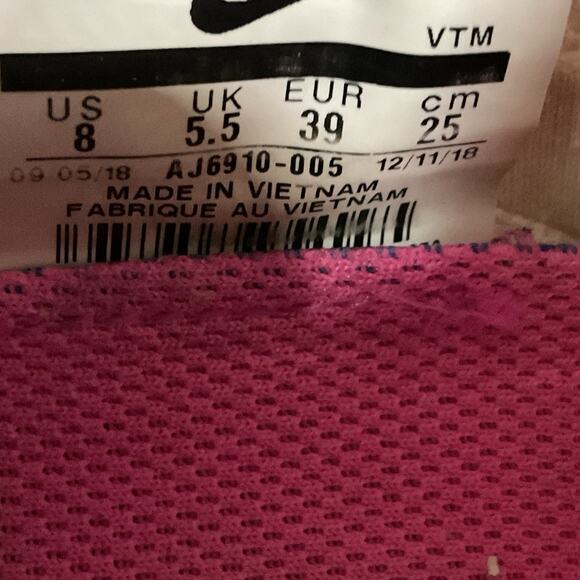 VTM
US UK EUR cm
8 5.5 39 25
09 05/18 AJ6910-005 12/11/18
MADE IN VIETNAM
FABRIQUE AU VIETNAM